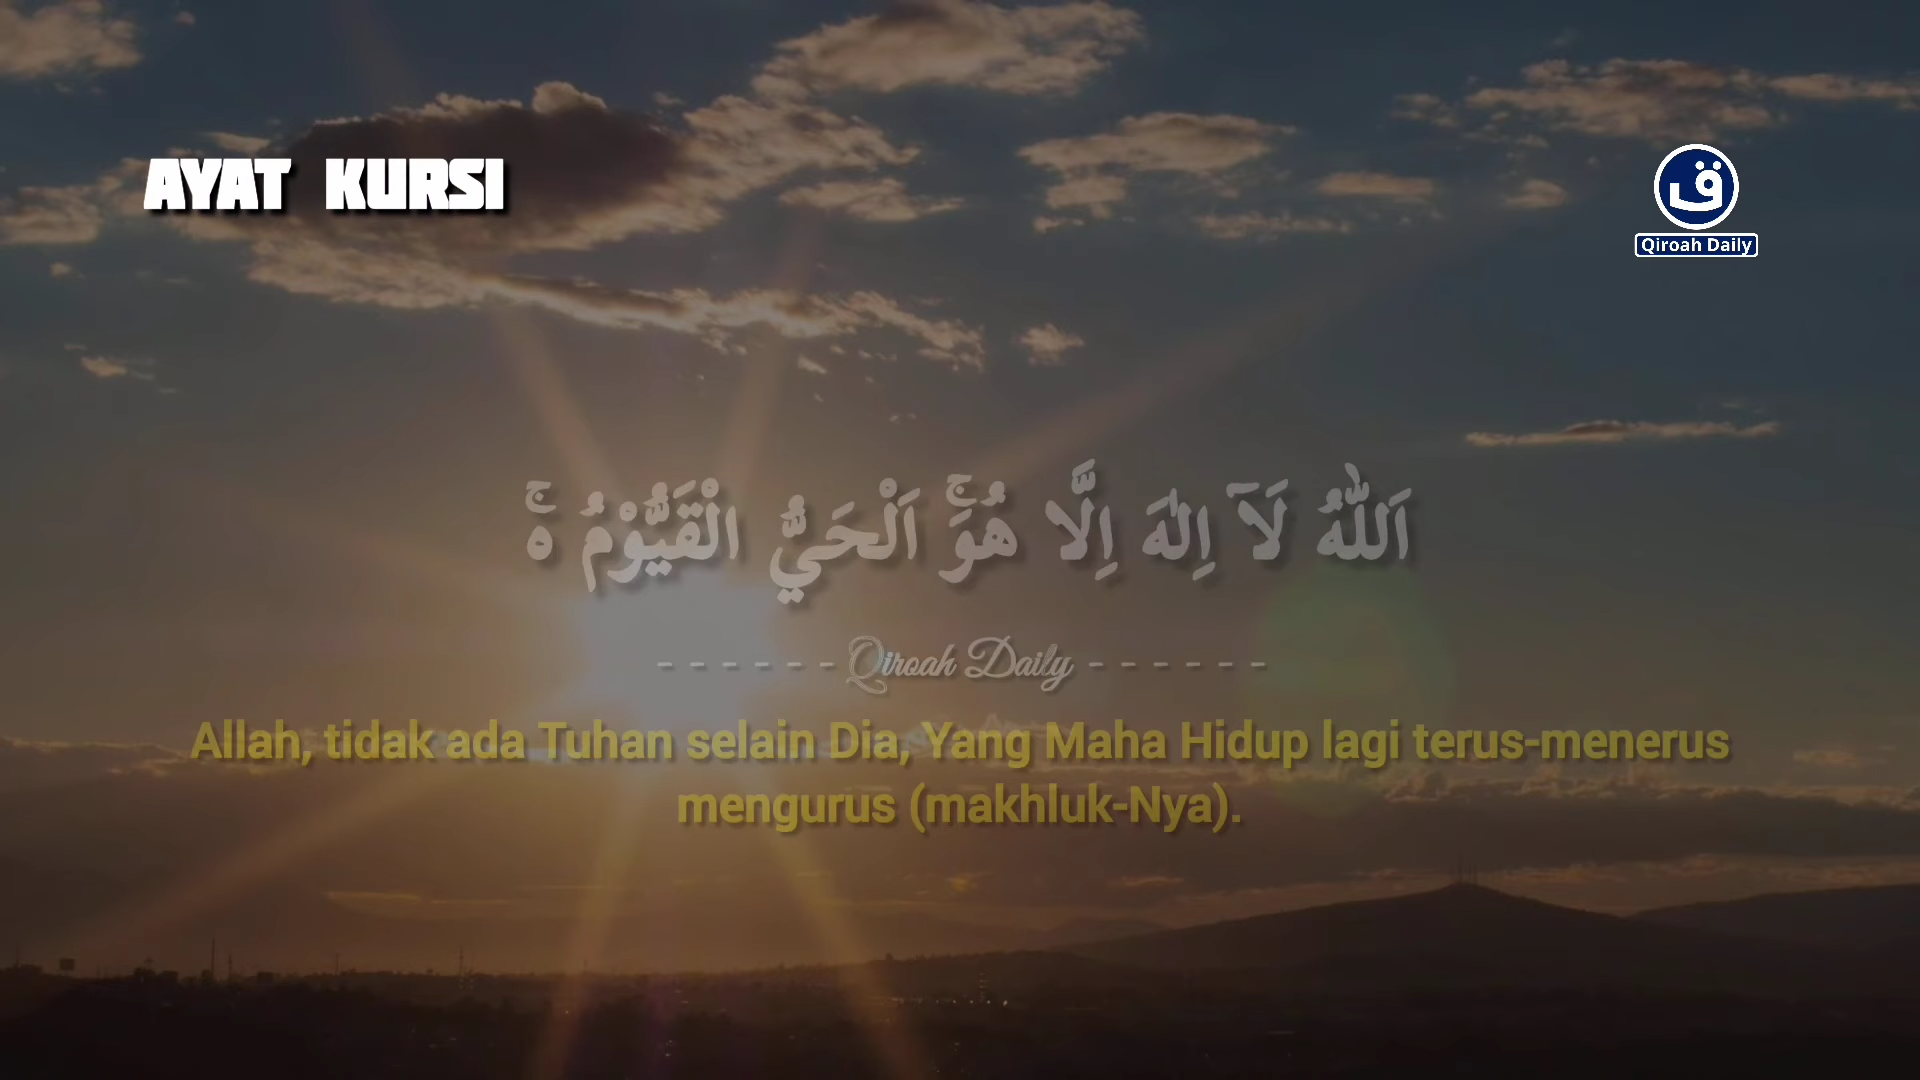 AYAT KURSI
ق
Qiroah Daily
اَللّٰهُ لَآ اِلٰهَ اِلَّا هُوَۚ اَلْحَيُّ الْقَيُّوْمُ ەۚ
- - - - - - Qiroah Daily - - - - - -
Allah, tidak ada Tuhan selain Dia, Yang Maha Hidup lagi terus-menerus
mengurus (makhluk-Nya).